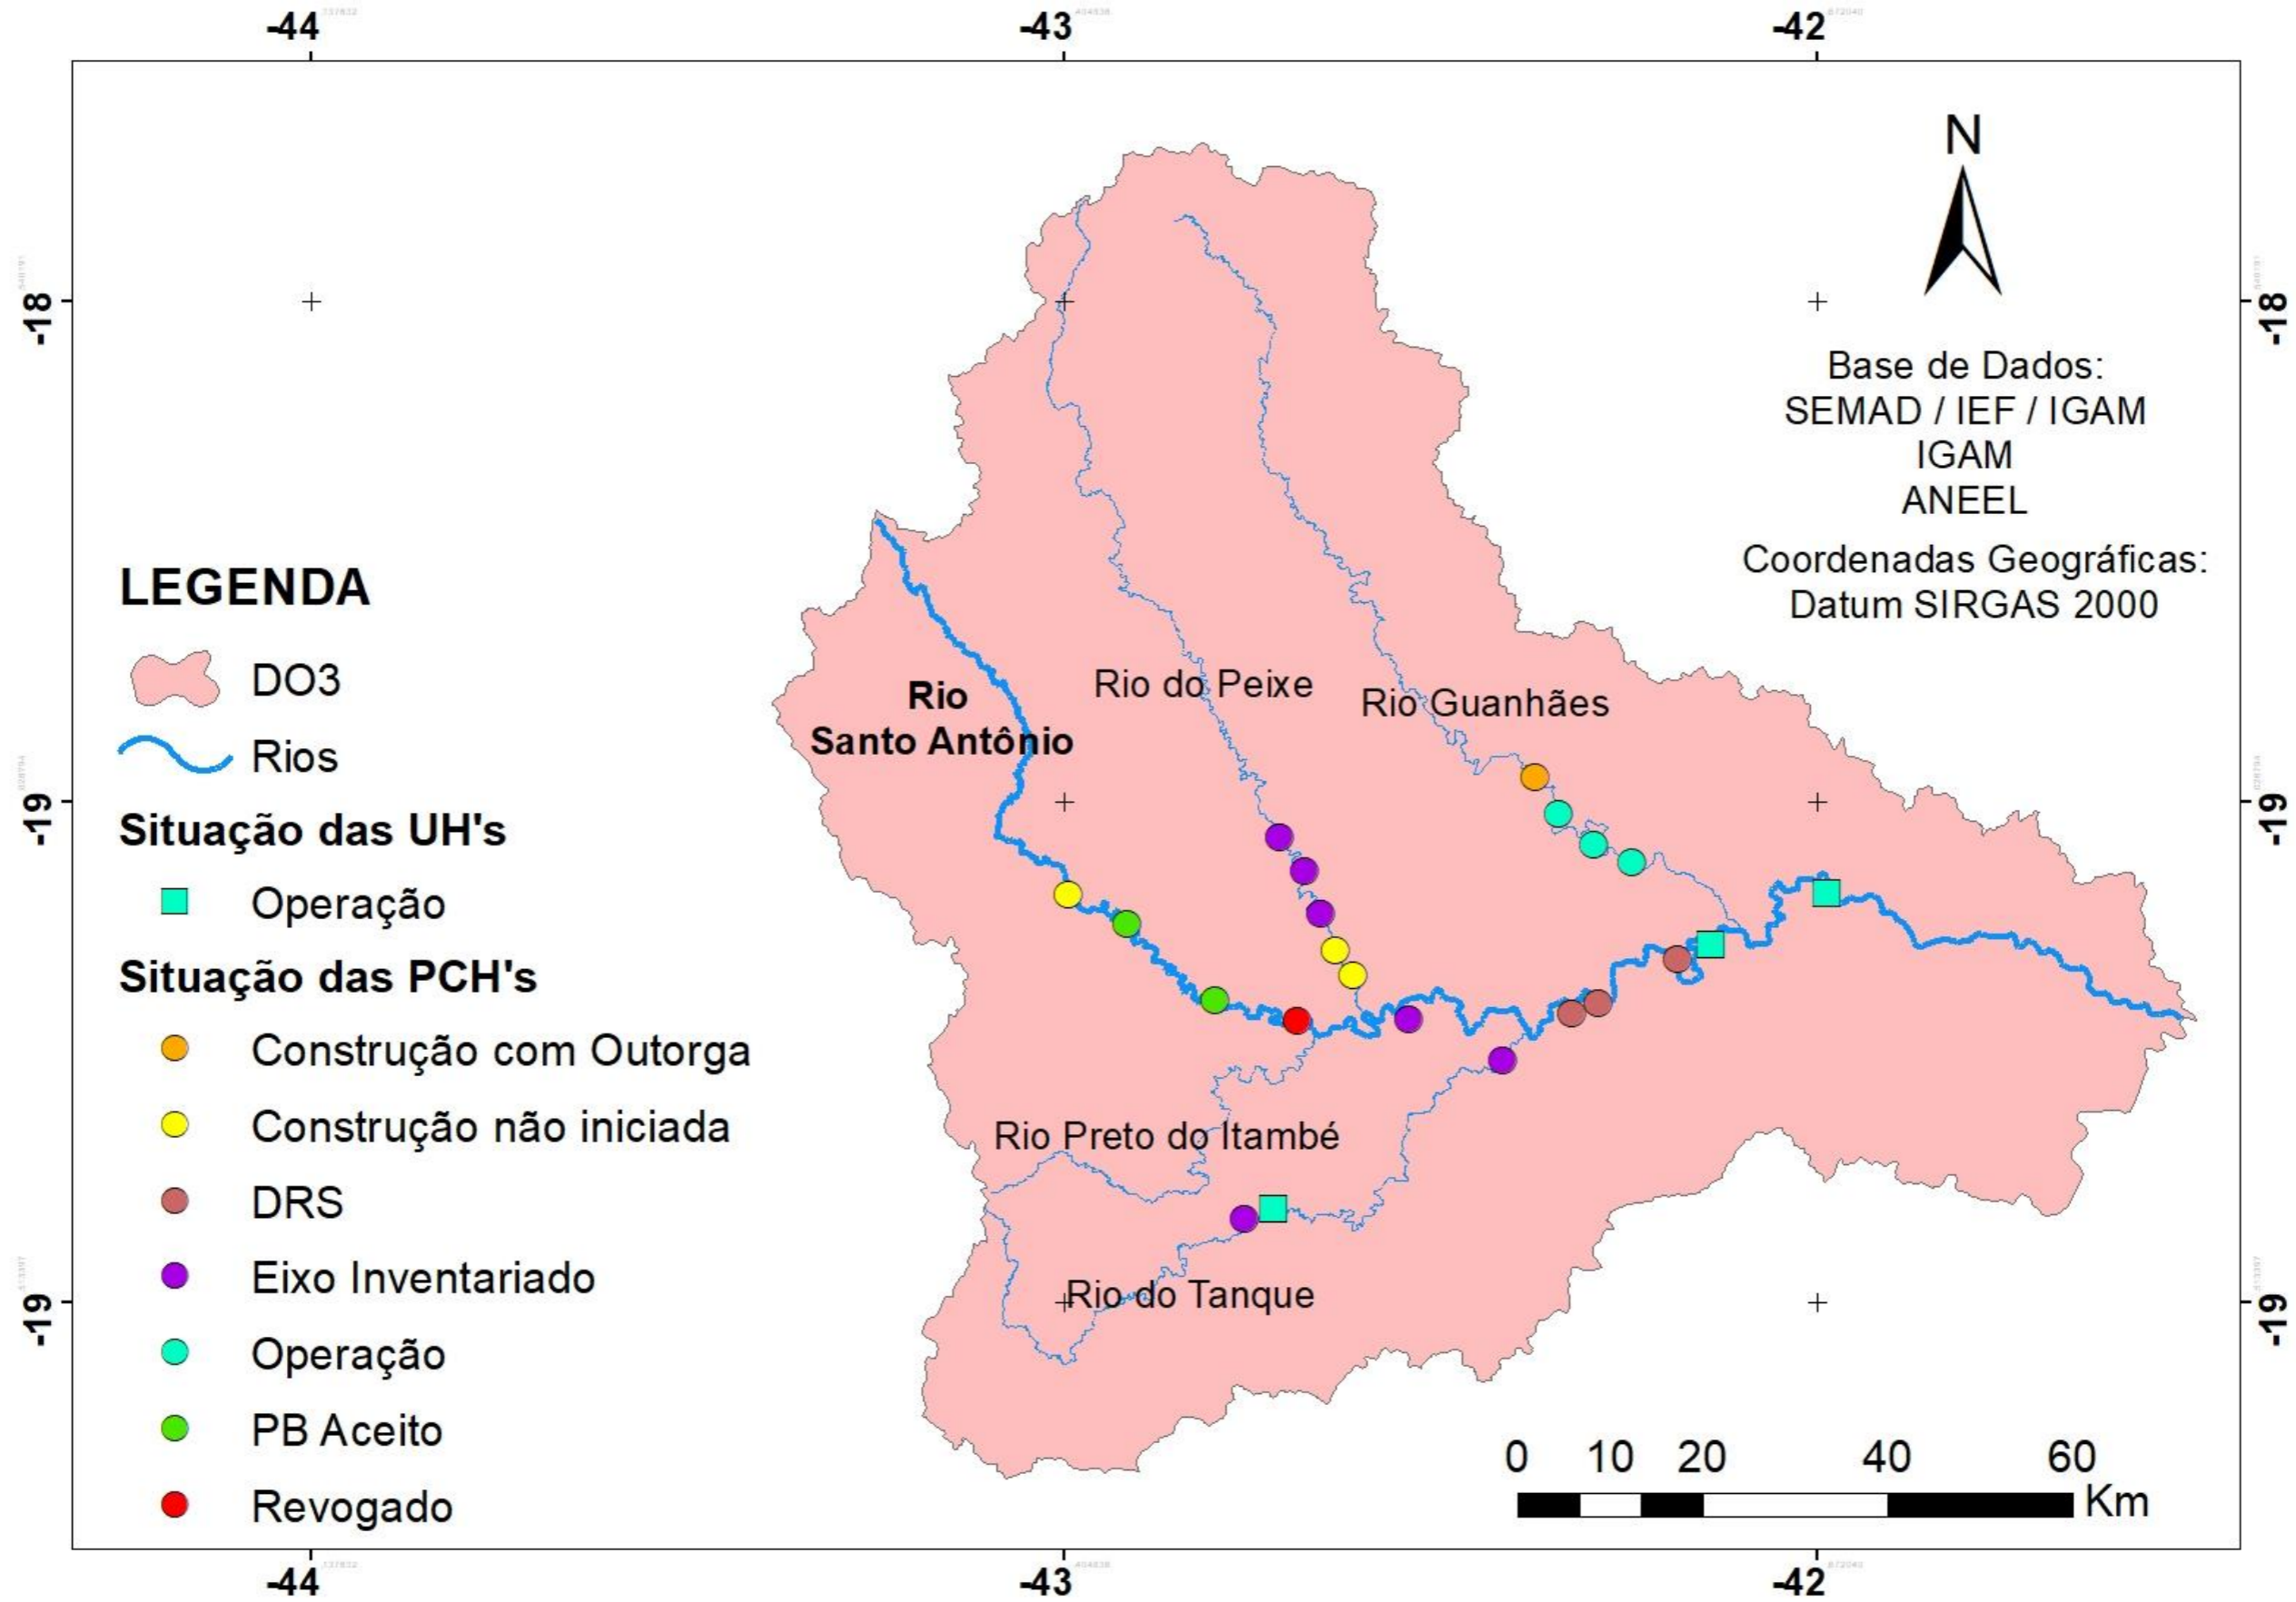 -44
-43
-42
N
-18
-18
Base de Dados:
SEMAD / IEF / IGAM
IGAM
ANEEL
Coordenadas Geográficas:
Datum SIRGAS 2000
LEGENDA
DO3
Rios
Situação das UH's
Operação
Situação das PCH's
Construção com Outorga
Construção não iniciada
DRS
Eixo Inventariado
Operação
PB Aceito
Revogado
Rio
Santo Antônio
Rio do Peixe
Rio Guanhães
-19
-19
Rio Preto do Itambé
Rio do Tanque
-19
-19
0 10 20 40 60
Km
-44
-43
-42